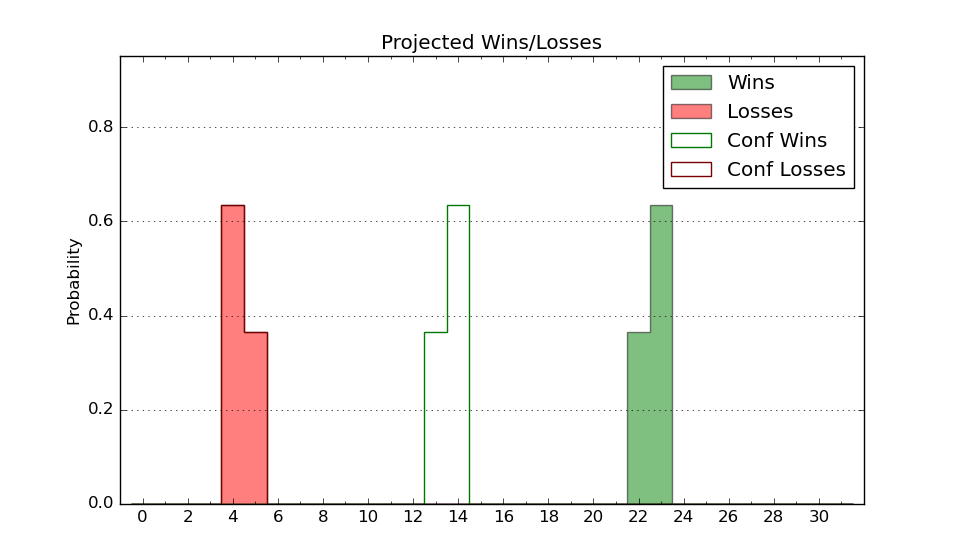 Projected Wins/Losses
Wins
Losses
Conf Wins
Conf Losses
Probability
0.8
0.6
0.4
0.2
0.0
0 2 4 6 8 10 12 14 16 18 20 22 24 26 28 30